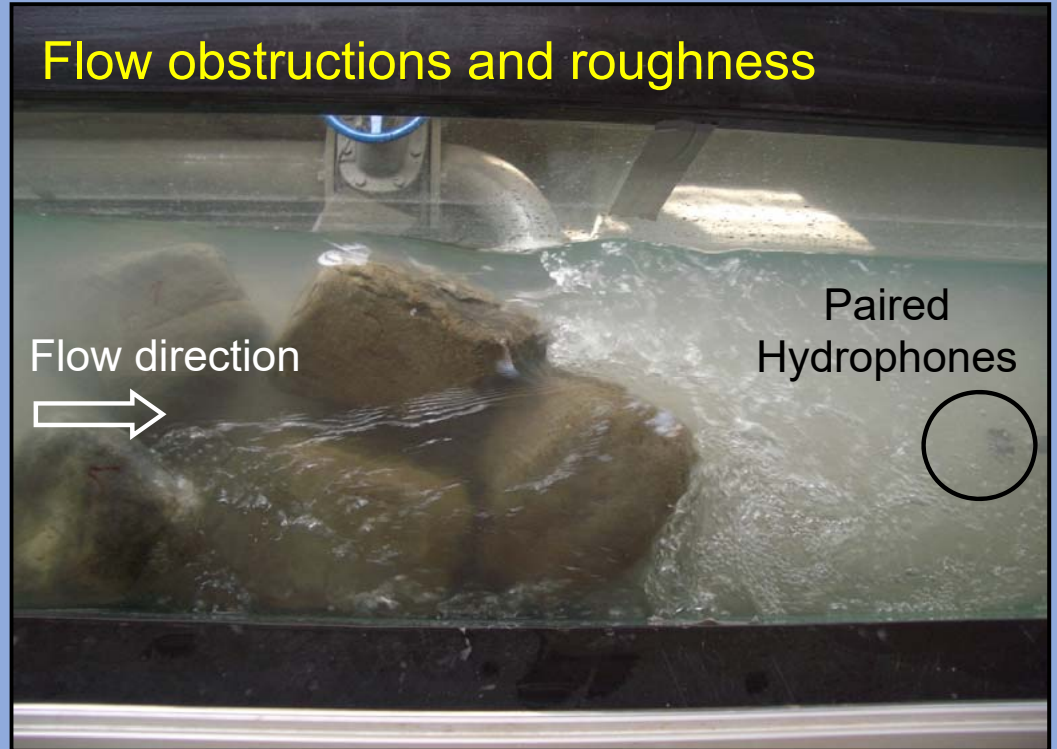 Flow obstructions and roughness
Flow direction
Paired
Hydrophones